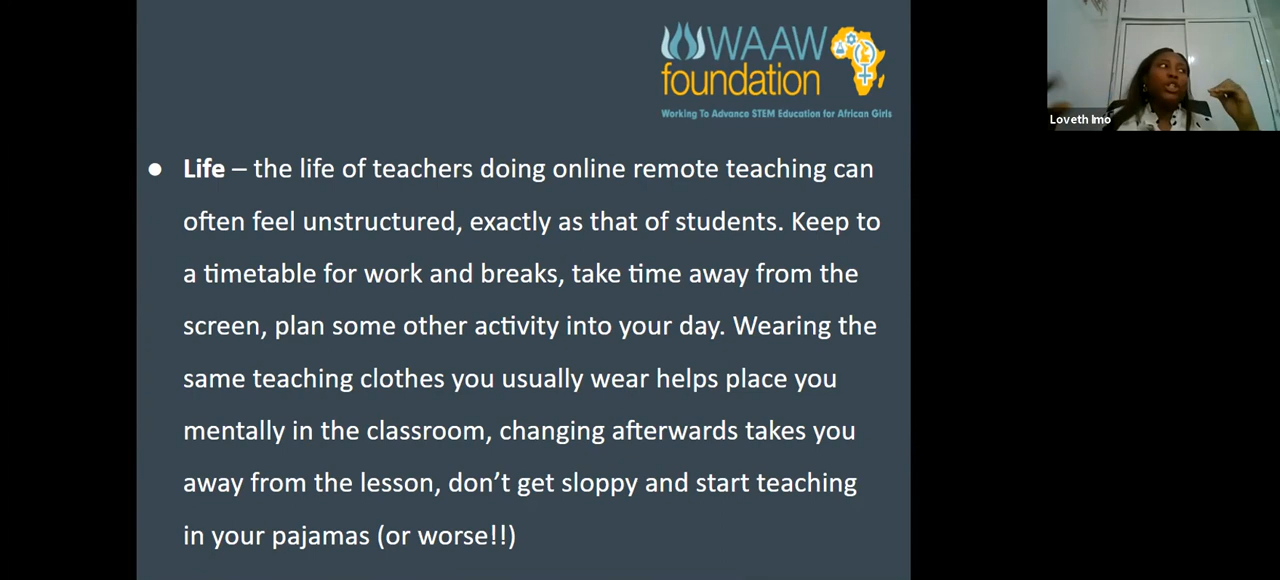 WAAW
foundation
Working To Advance STEM Education for African Girls
Loveth Imo
● Life – the life of teachers doing online remote teaching can
often feel unstructured, exactly as that of students. Keep to
a timetable for work and breaks, take time away from the
screen, plan some other activity into your day. Wearing the
same teaching clothes you usually wear helps place you
mentally in the classroom, changing afterwards takes you
away from the lesson, don’t get sloppy and start teaching
in your pajamas (or worse!!)